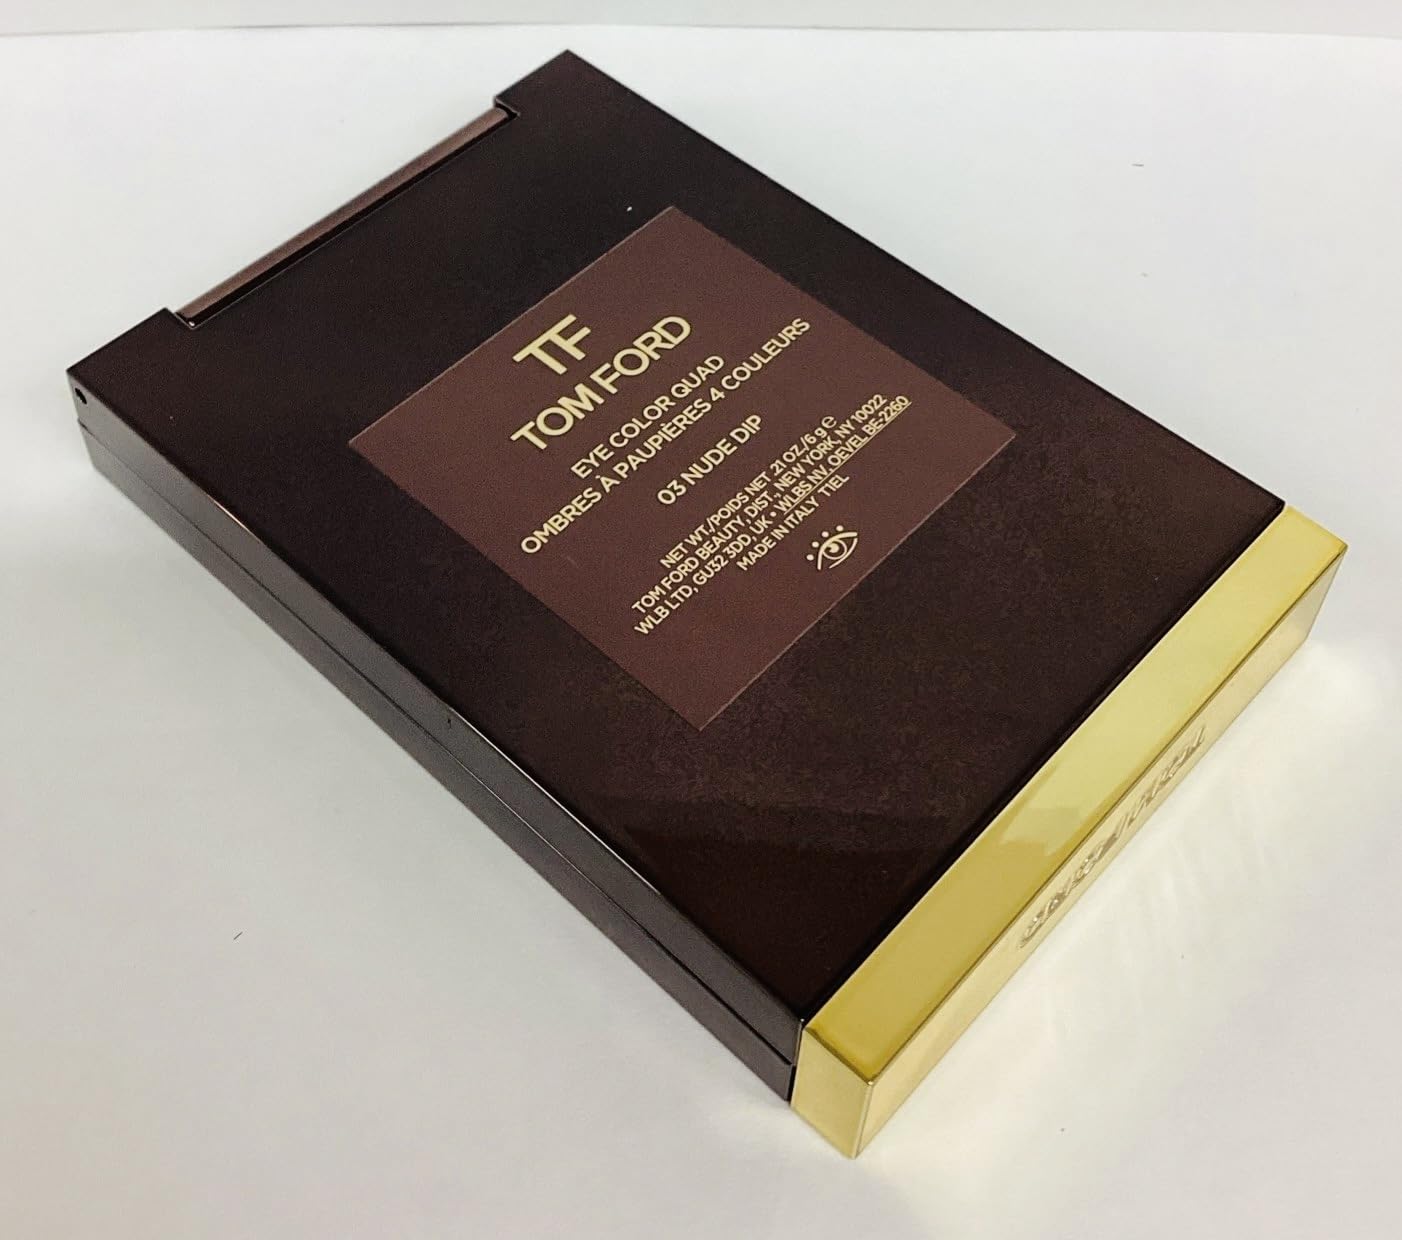 TF
TOM FORD
EYE COLOR QUAD
OMBRES À PAUPIÈRES 4 COULEURS
03 NUDE DIP
NET WT./POIDS NET .21 OZ./6 g ℮
TOM FORD BEAUTY, DIST., NEW YORK, NY 10022
WLB LTD, GU32 3DD, UK • WLBS NV. OEVEL BE-2260
MADE IN ITALY TIEL
TOM FORD